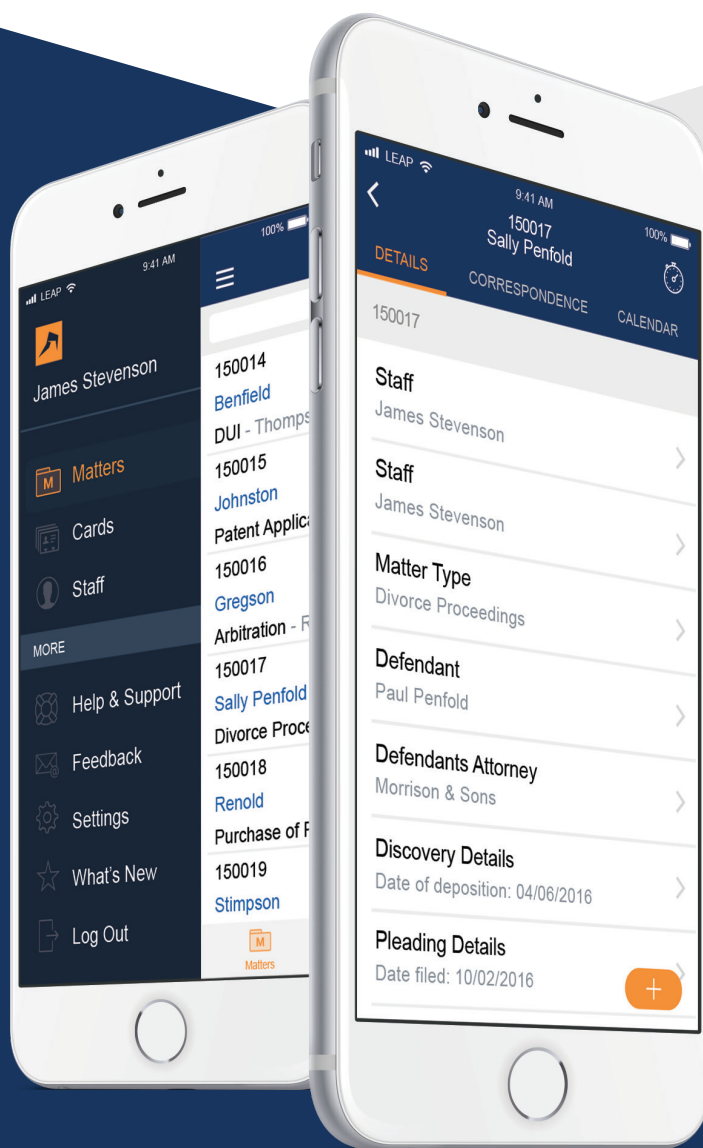 LEAP
9:41 AM
James Stevenson
M
Matters
Cards
Staff
MORE
Help & Support
Feedback
Settings
What's New
Log Out
100%
150014
Benfield
DUI - Thomps
150015
Johnston
Patent Applica
150016
Gregson
Arbitration - R
150017
Sally Penfold
Divorce Proce
150018
Renold
Purchase of
150019
Stimpson
M
Matters
LEAP
9:41 AM
100%
150017
Sally Penfold
DETAILS
CORRESPONDENCE
CALENDAR
150017
Staff
James Stevenson
Staff
James Stevenson
Matter Type
Divorce Proceedings
Defendant
Paul Penfold
Defendants Attorney
Morrison & Sons
Discovery Details
Date of deposition: 04/06/2016
Pleading Details
Date filed: 10/02/2016
+